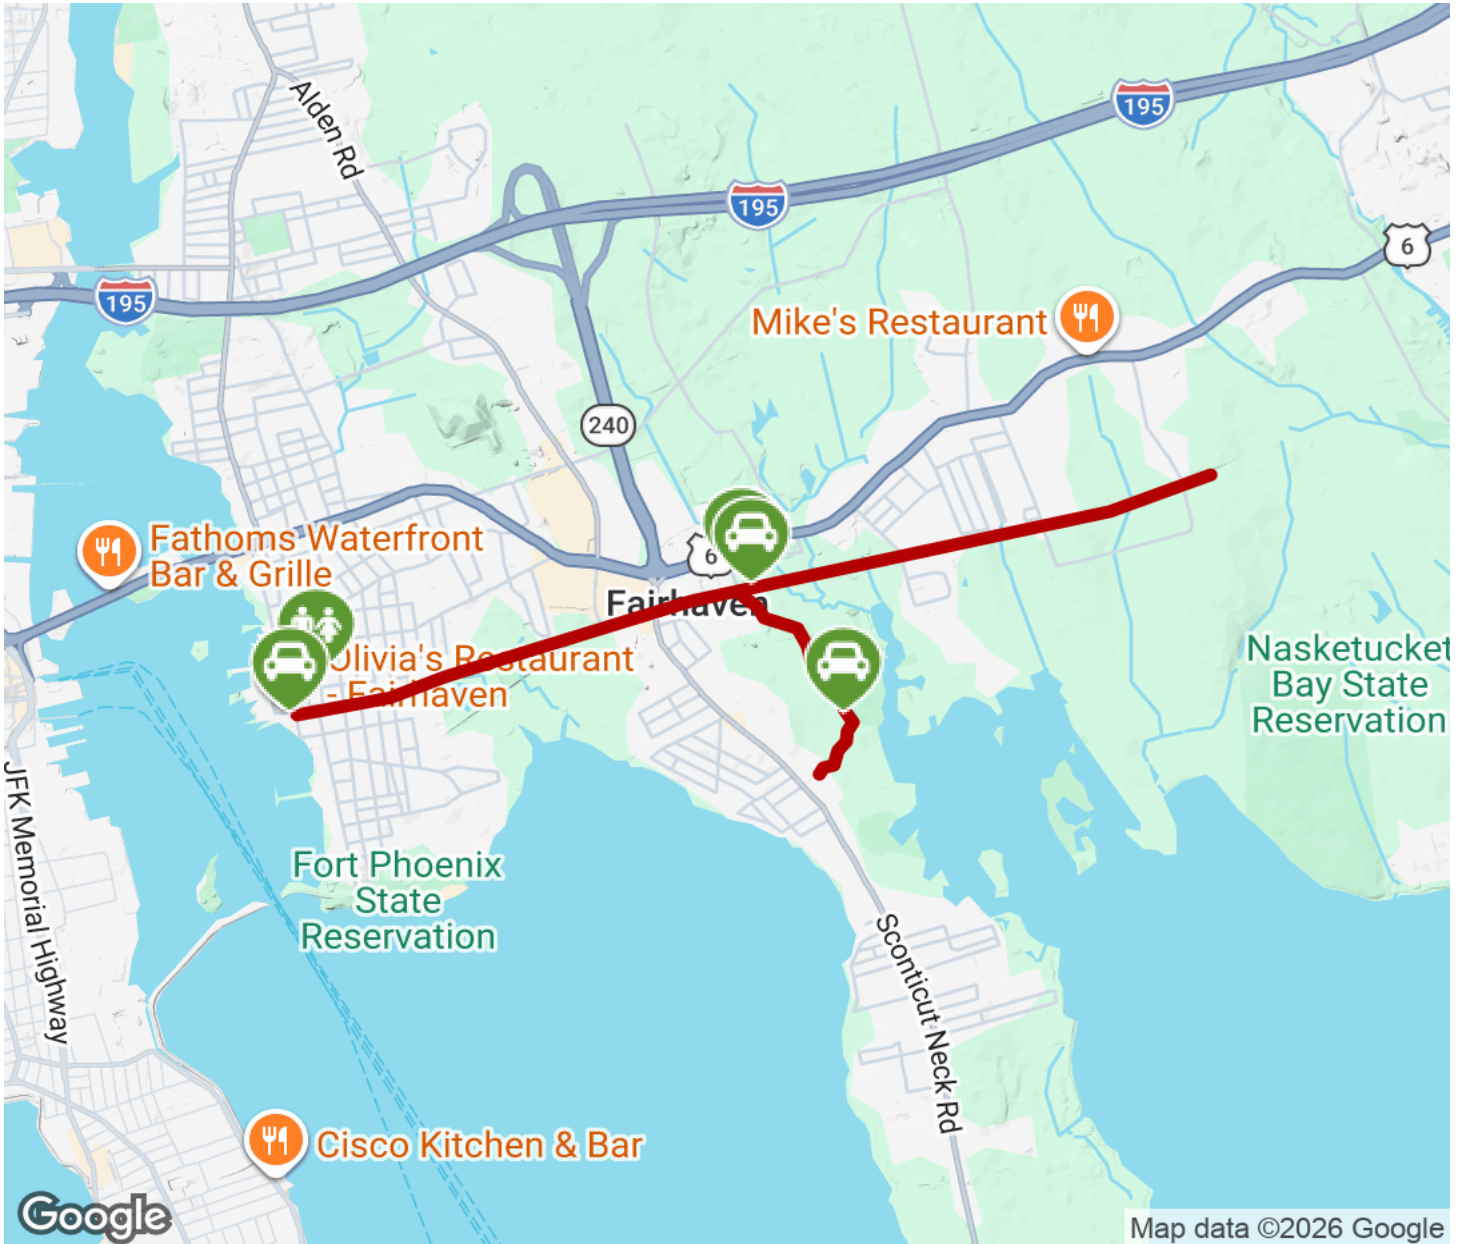 Alden Rd
195
195
195
6
Mike's Restaurant
240
Fathoms Waterfront
Bar & Grille
6
Fairhaven
Olivia's Restaurant
- Fairhaven
Nasketucket
Bay State
Reservation
JFK Memorial Highway
Fort Phoenix
State
Reservation
Sconticut Neck Rd
Cisco Kitchen & Bar
Google
Map data ©2026 Google